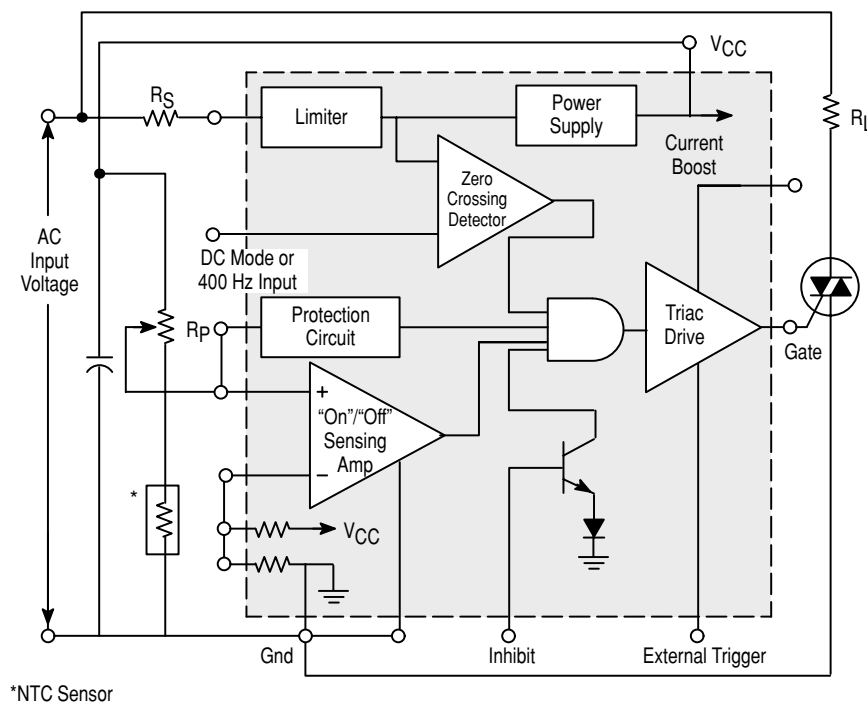 VCC
RS
Limiter
Power
Supply
RL
Current
Boost
Zero
Crossing
Detector
AC
Input
Voltage
DC Mode or
400 Hz Input
RP
Protection
Circuit
Triac
Drive
Gate
+
"On"/"Off"
Sensing
Amp
–
*
VCC
Gnd
Inhibit
External Trigger
*NTC Sensor